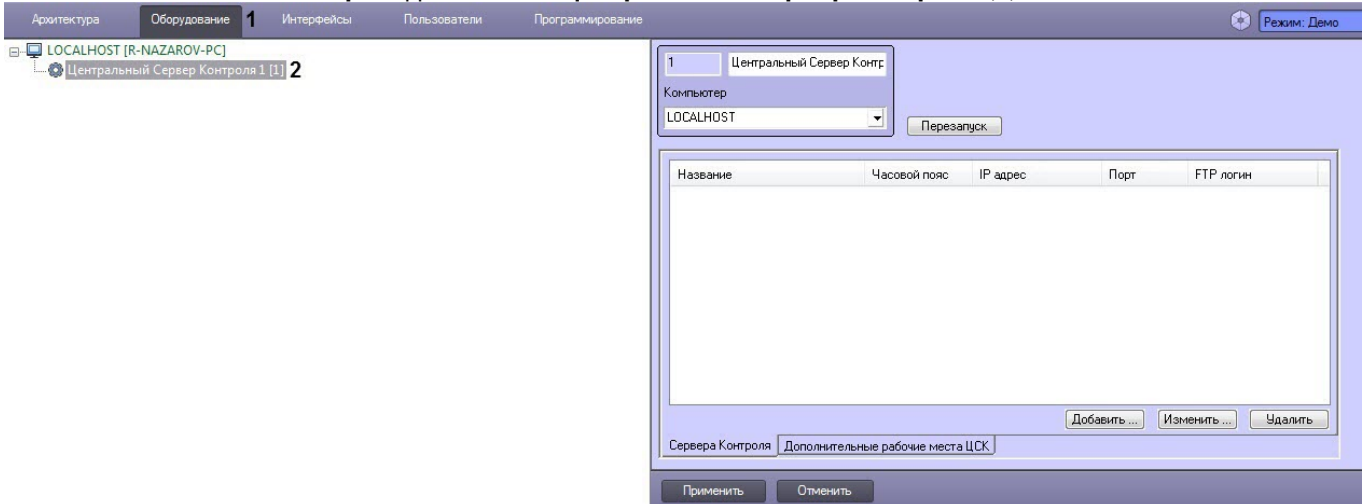 Архитектура Оборудование 1 Интерфейсы Пользователи Программирование Режим: Демо
LOCALHOST [R-NAZAROV-PC]
Центральный Сервер Контроля 1 [1] 2
1 Центральный Сервер Контр
Компьютер
LOCALHOST
Перезапуск
Название Часовой пояс IP адрес Порт FTP логин
Добавить ... Изменить ... Удалить
Сервера Контроля Дополнительные рабочие места ЦСК
Применить Отменить